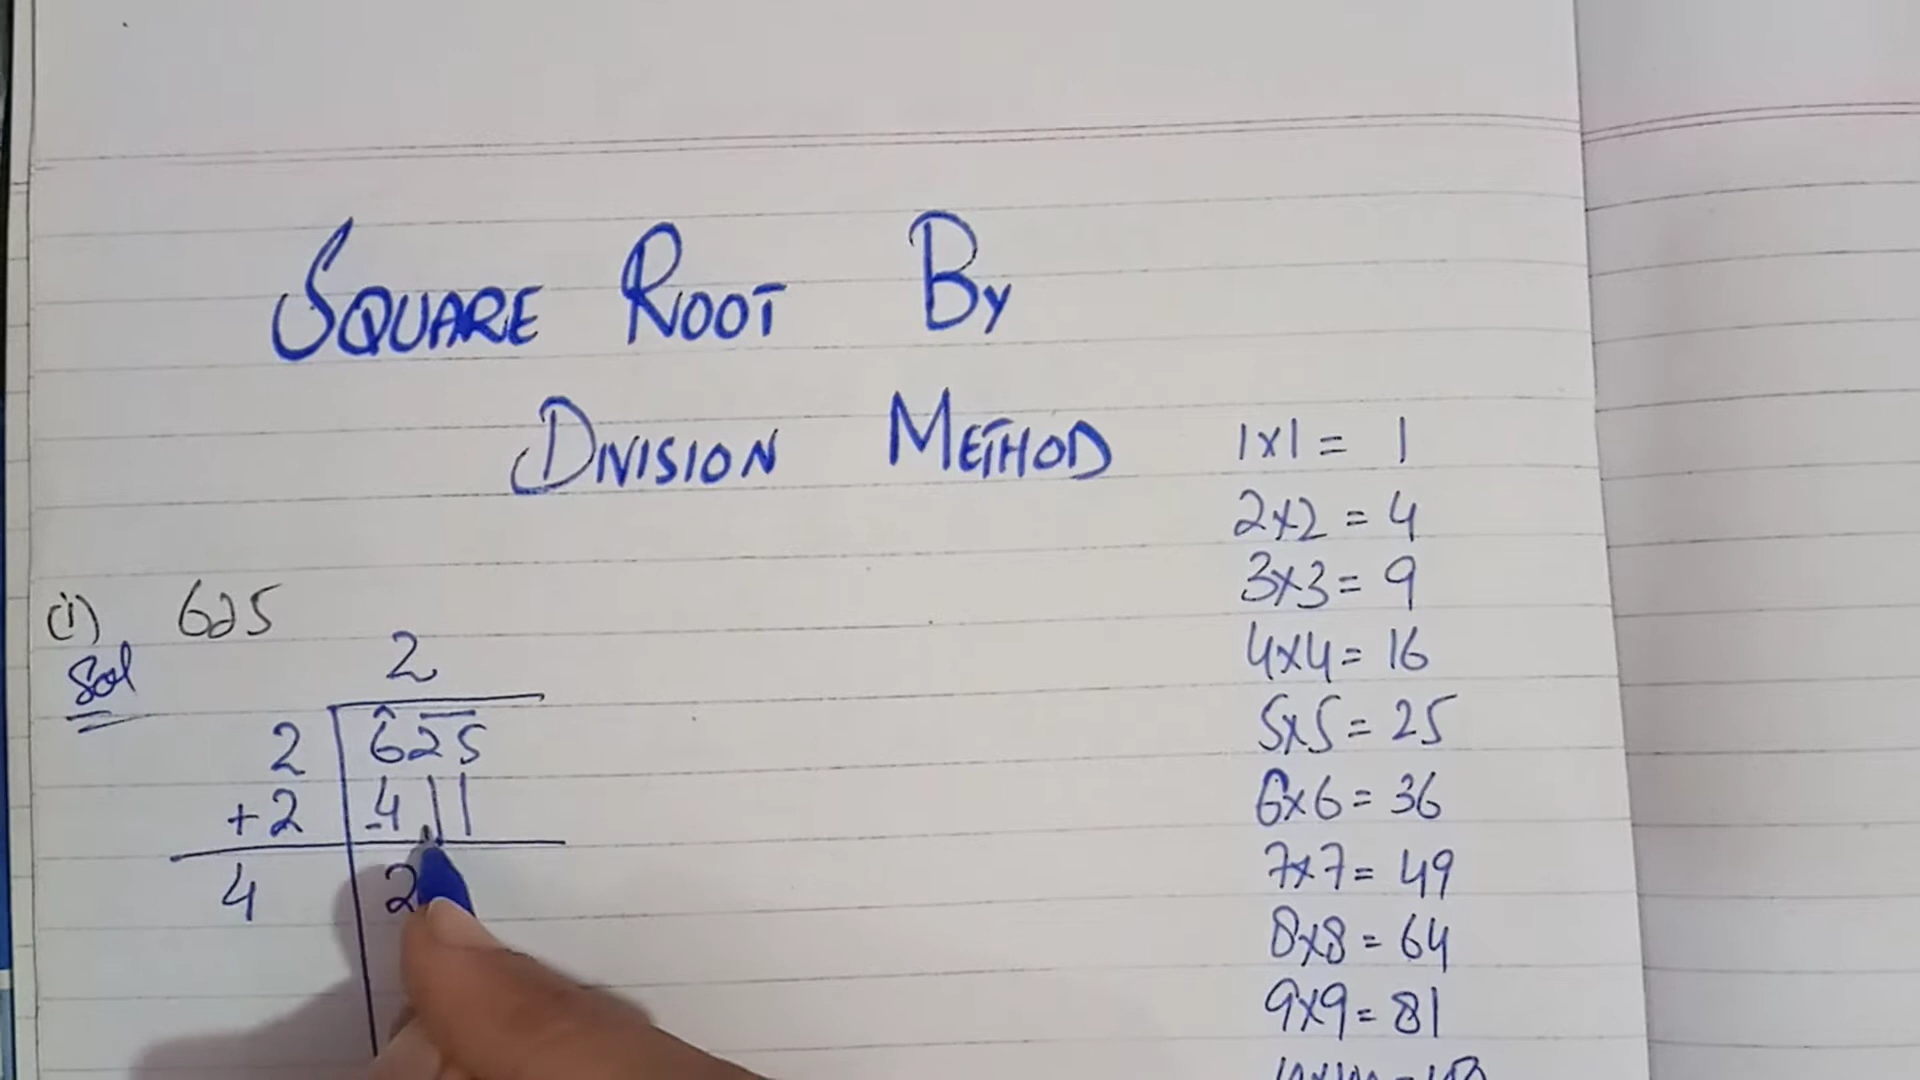 SQUARE ROOT BY
DIVISION METHOD
(i) 625
Sol
2
2 625
+2 -4
4 2
1x1 = 1
2x2 = 4
3x3 = 9
4x4 = 16
5x5 = 25
6x6 = 36
7x7 = 49
8x8 = 64
9x9 = 81